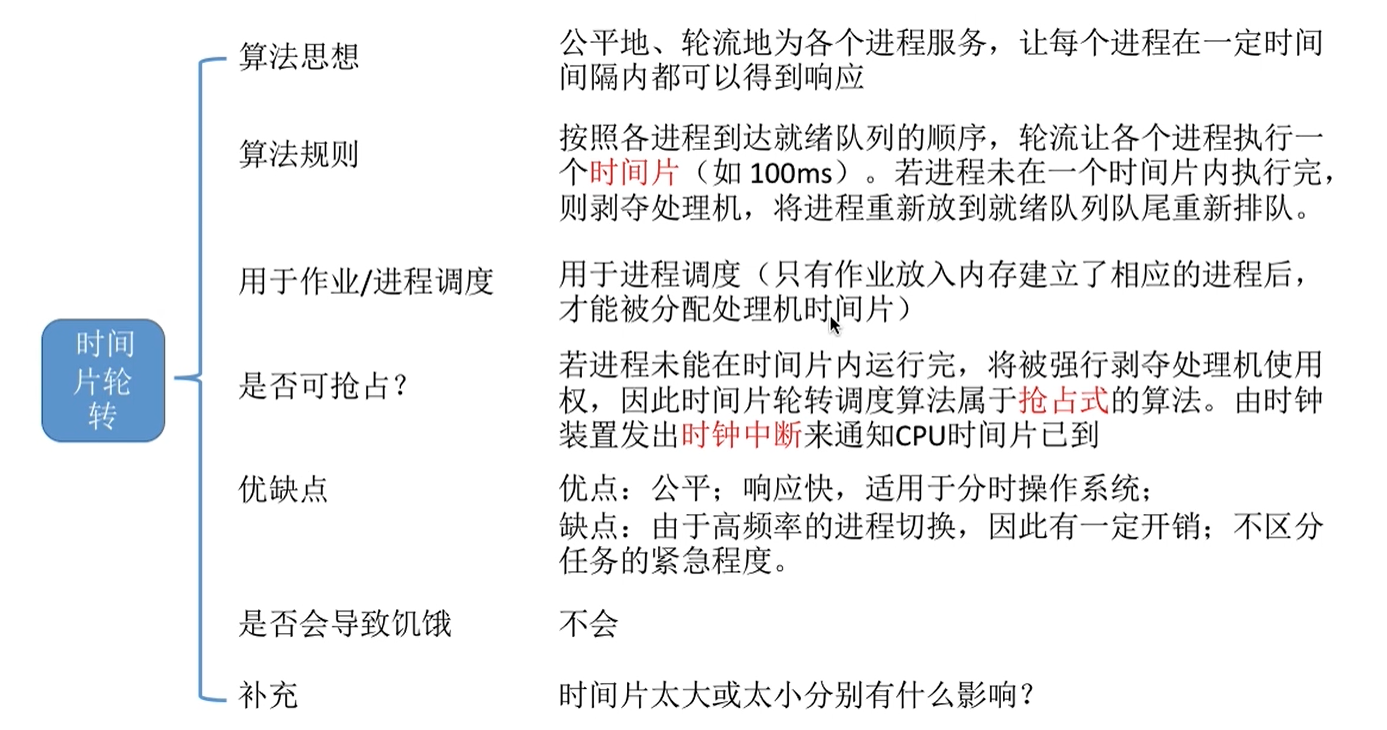 时间
片轮
转
算法思想
公平地、轮流地为各个进程服务，让每个进程在一定时间
间隔内都可以得到响应
算法规则
按照各进程到达就绪队列的顺序，轮流让各个进程执行一
个时间片（如 100ms）。若进程未在一个时间片内执行完，
则剥夺处理机，将进程重新放到就绪队列队尾重新排队。
用于作业/进程调度
用于进程调度（只有作业放入内存建立了相应的进程后，
才能被分配处理机时间片）
是否可抢占？
若进程未能在时间片内运行完，将被强行剥夺处理机使用
权，因此时间片轮转调度算法属于抢占式的算法。由时钟
装置发出时钟中断来通知CPU时间片已到
优缺点
优点：公平；响应快，适用于分时操作系统；
缺点：由于高频率的进程切换，因此有一定开销；不区分
任务的紧急程度。
是否会导致饥饿
不会
补充
时间片太大或太小分别有什么影响？